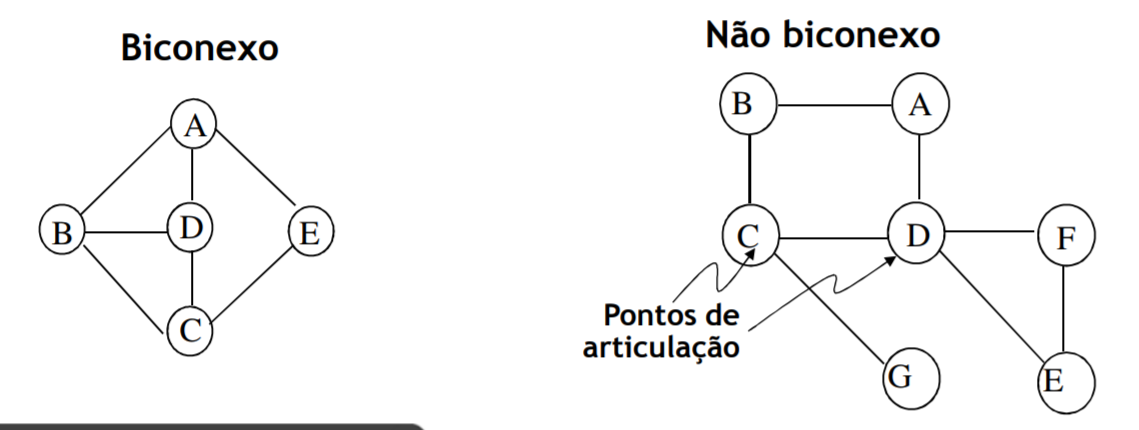 Biconexo
A
B
D
E
C
Não biconexo
B
A
C
D
F
Pontos de
articulação
G
E